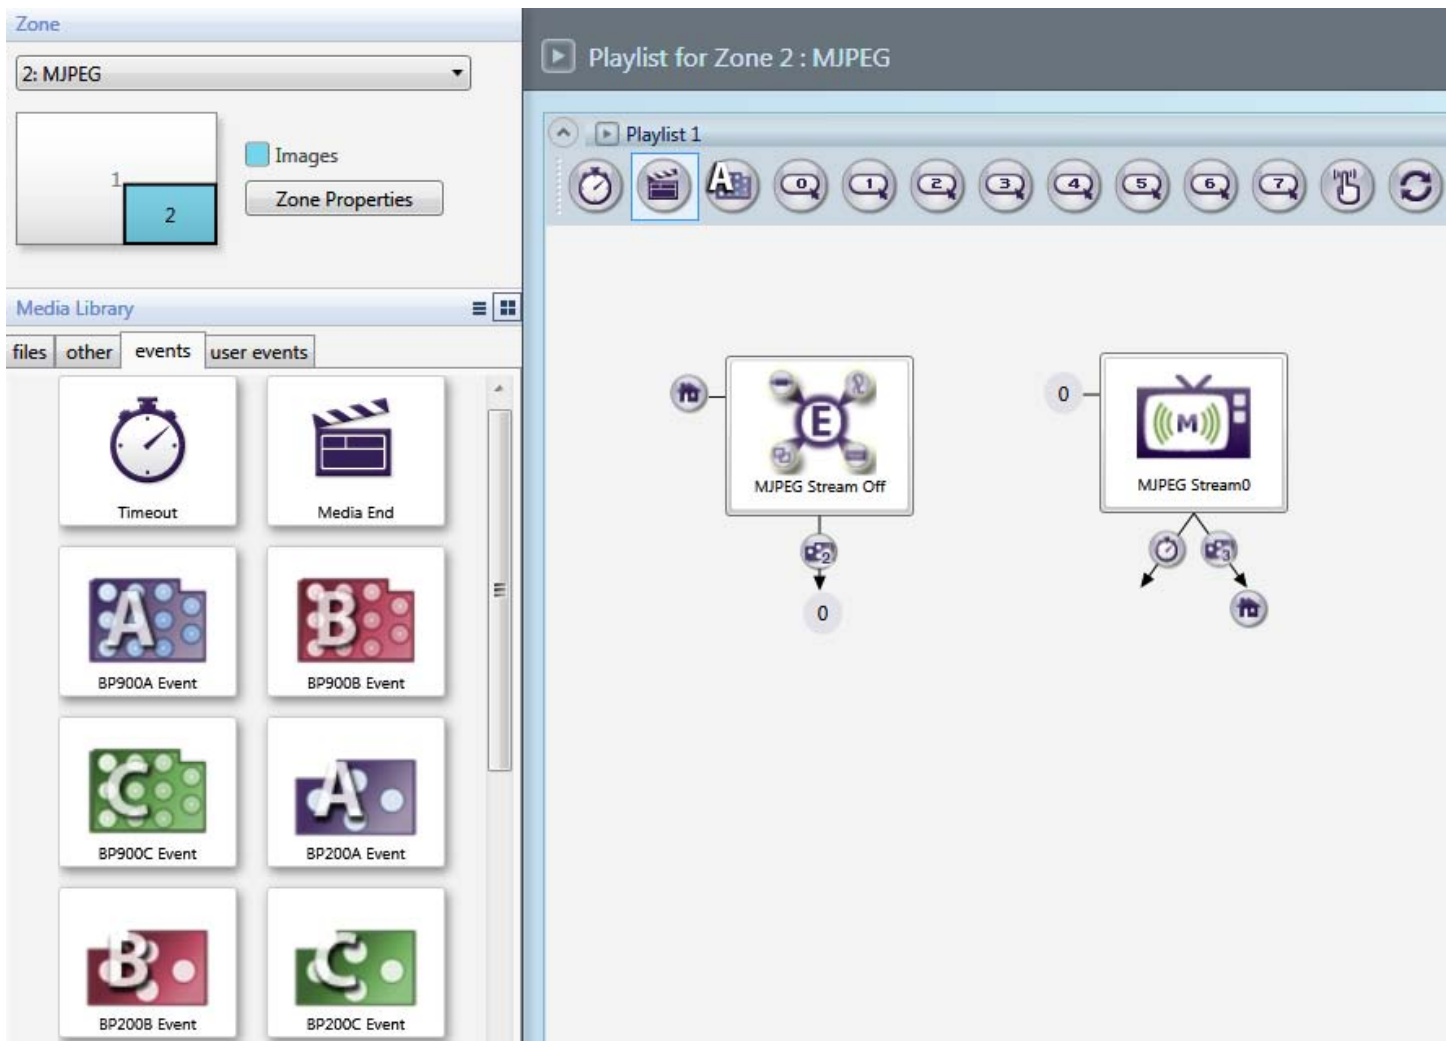 Zone
2: MJPEG
1
2
Images
Zone Properties
Media Library
files other events user events
Timeout
Media End
A
BP900A Event
B
BP900B Event
C
BP900C Event
A
BP200A Event
B
BP200B Event
C
BP200C Event
Playlist for Zone 2 : MJPEG
Playlist 1
A 0 1 2 3 4 5 6 7
E
MJPEG Stream Off
2
0
0
M
MJPEG Stream0
3